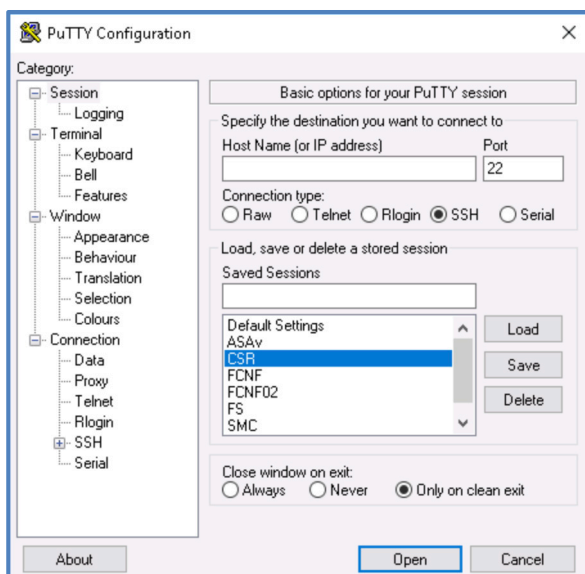 PuTTY Configuration
Category:
Session
Logging
Terminal
Keyboard
Bell
Features
Window
Appearance
Behaviour
Translation
Selection
Colours
Connection
Data
Proxy
Telnet
Rlogin
SSH
Serial
Basic options for your PuTTY session
Specify the destination you want to connect to
Host Name (or IP address) Port
22
Connection type:
Raw Telnet Rlogin SSH Serial
Load, save or delete a stored session
Saved Sessions
Default Settings
ASAv
CSR
FCNF
FCNF02
FS
SMC
Load
Save
Delete
Close window on exit:
Always Never Only on clean exit
About Open Cancel